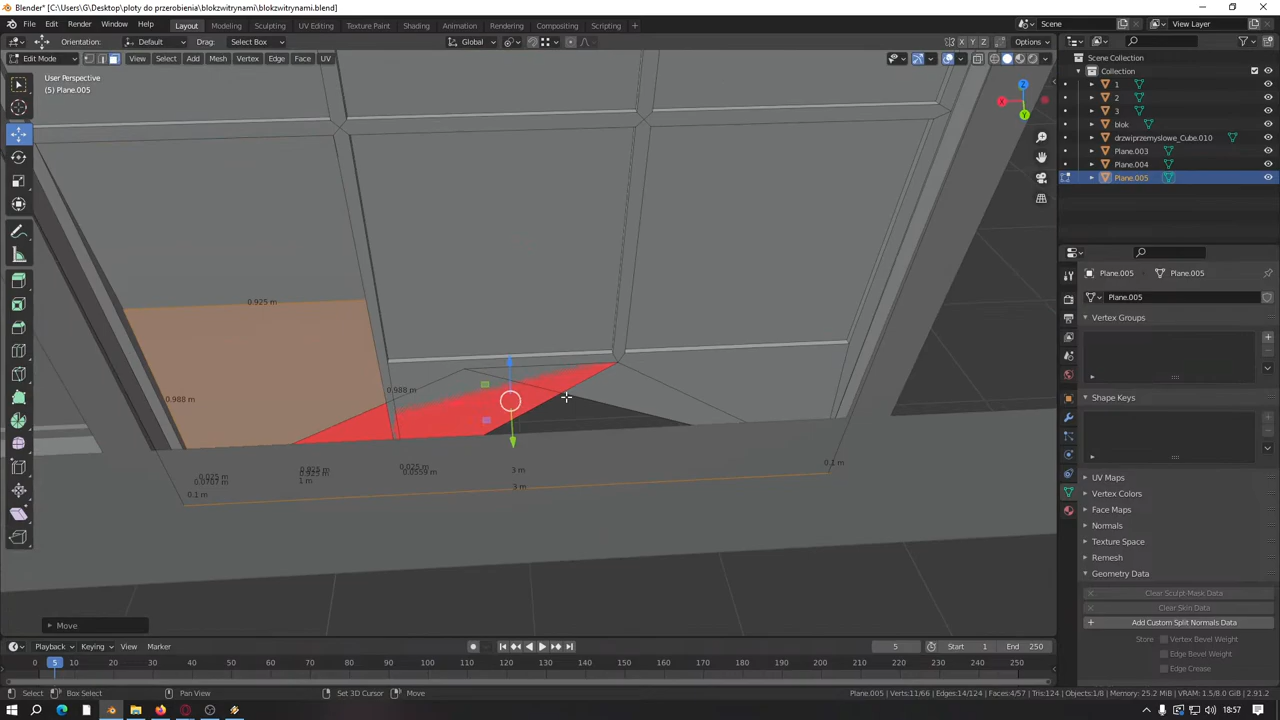 Blender* [C:\Users\G\Desktop\ploty do przerobienia\blokzwitrynami\blokzwitrynami.blend]
File Edit Render Window Help Layout Modeling Sculpting UV Editing Texture Paint Shading Animation Rendering Compositing Scripting + Scene View Layer
Orientation: Default Drag: Select Box Global X Y Z Options
Edit Mode View Select Add Mesh Vertex Edge Face UV
User Perspective
(5) Plane.005
Scene Collection
Collection
1
2
3
blok
drzwiprzemyslowe_Cube.010
Plane.003
Plane.004
Plane.005
Z
X
Y
0.925 m
0.988 m
0.988 m
0.025 m
0.0707 m
0.1 m
0.925 m
1 m
0.025 m
0.0559 m
3 m
3 m
0.1 m
Move
Plane.005 Plane.005
Plane.005
Vertex Groups
Shape Keys
UV Maps
Vertex Colors
Face Maps
Normals
Texture Space
Remesh
Geometry Data
Clear Sculpt-Mask Data
Clear Skin Data
Add Custom Split Normals Data
Store Vertex Bevel Weight
Edge Bevel Weight
Edge Crease
Playback Keying View Marker 5 Start 1 End 250
0 5 10 20 30 40 50 60 70 80 90 100 110 120 130 140 150 160 170 180 190 200 210 220 230 240 250
Select Box Select Pan View Set 3D Cursor Move Plane.005 | Verts:11/66 | Edges:14/124 | Faces:4/57 | Tris:124 | Objects:1/8 | Memory: 25.2 MiB | VRAM: 1.5/8.0 GiB | 2.91.2
18:57